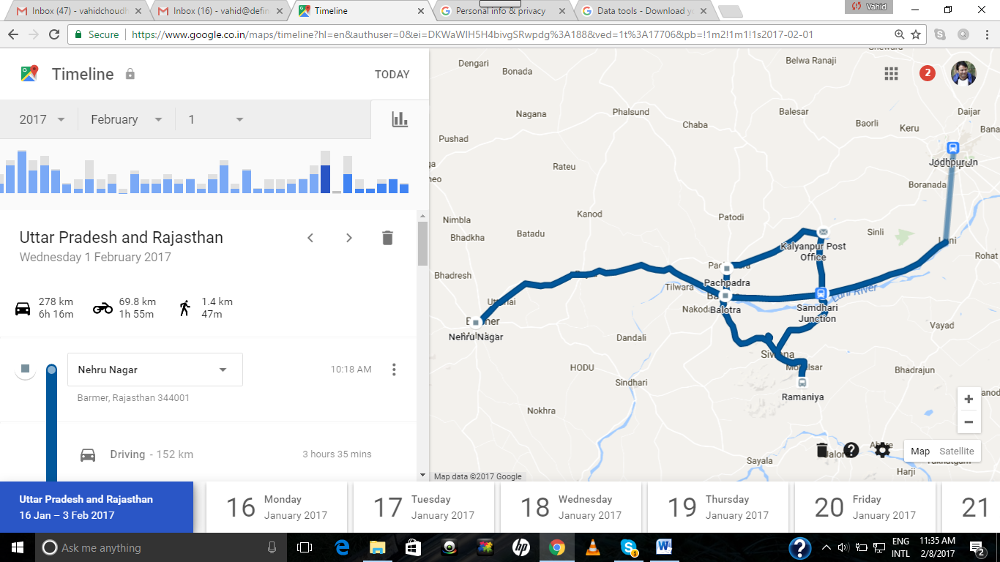 Inbox (47) - vahidchoudh
Inbox (16) - vahid@defin
Timeline
Personal info & privacy
Data tools - Download yo
Vahid
Secure
https://www.google.co.in/maps/timeline?hl=en&authuser=0&ei=DKWaWIH5H4bivgSRwpdg%3A188&ved=1t%3A17706&pb=!1m2!1m1!1s2017-02-01
Timeline
TODAY
2017
February
1
Uttar Pradesh and Rajasthan
Wednesday 1 February 2017
278 km
6h 16m
69.8 km
1h 55m
1.4 km
47m
Nehru Nagar
10:18 AM
Barmer, Rajasthan 344001
Driving - 152 km
3 hours 35 mins
Dengari
Bonada
Belwa Ranaji
2
Nagana
Phalsund
Chaba
Balesar
Baorli
Daijar
Keru
Bana
Pushad
Rateu
Jodhpur Jn
Boranada
Nimbla
Kanod
Patodi
Bhadkha
Batadu
Sinli
Kalyanpur Post
Office
Luni
Rohat
Bhadresh
Pachpadra
Tilwara
Luni River
Nakoda
Balotra
Samdhari
Junction
Barmer
Nehru Nagar
Vayad
Dandali
Siwana
HODU
Sindhari
Mokalsar
Bhadrajun
Ramaniya
Nokhra
Sayala
Jalor
Harji
Map
Satellite
Map data ©2017 Google
Uttar Pradesh and Rajasthan
16 Jan – 3 Feb 2017
16
Monday
January 2017
17
Tuesday
January 2017
18
Wednesday
January 2017
19
Thursday
January 2017
20
Friday
January 2017
21
Ask me anything
ENG
INTL
11:35 AM
2/8/2017
2